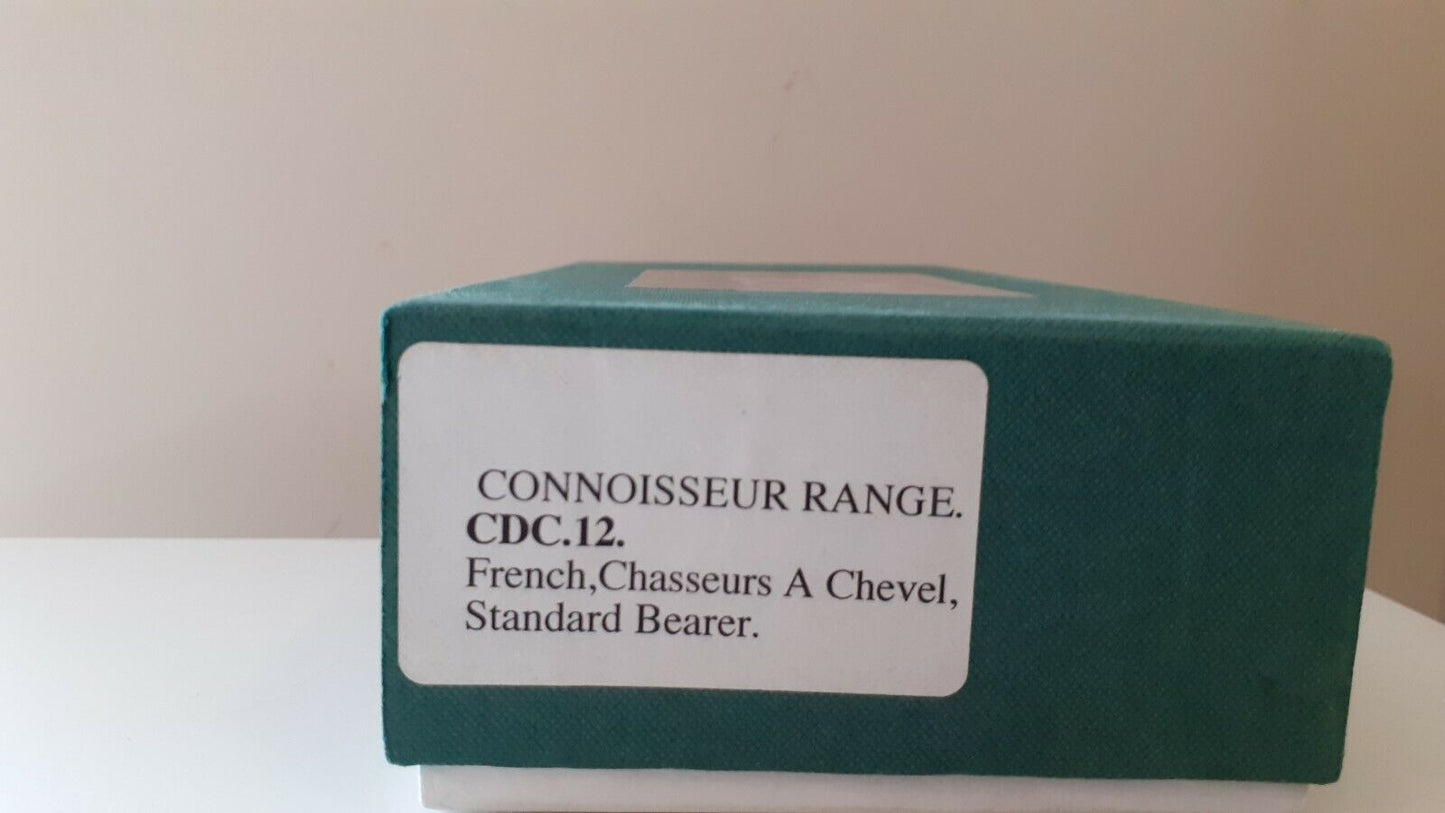 CONNOISSEUR RANGE.
CDC.12.
French,Chasseurs A Chevel,
Standard Bearer.